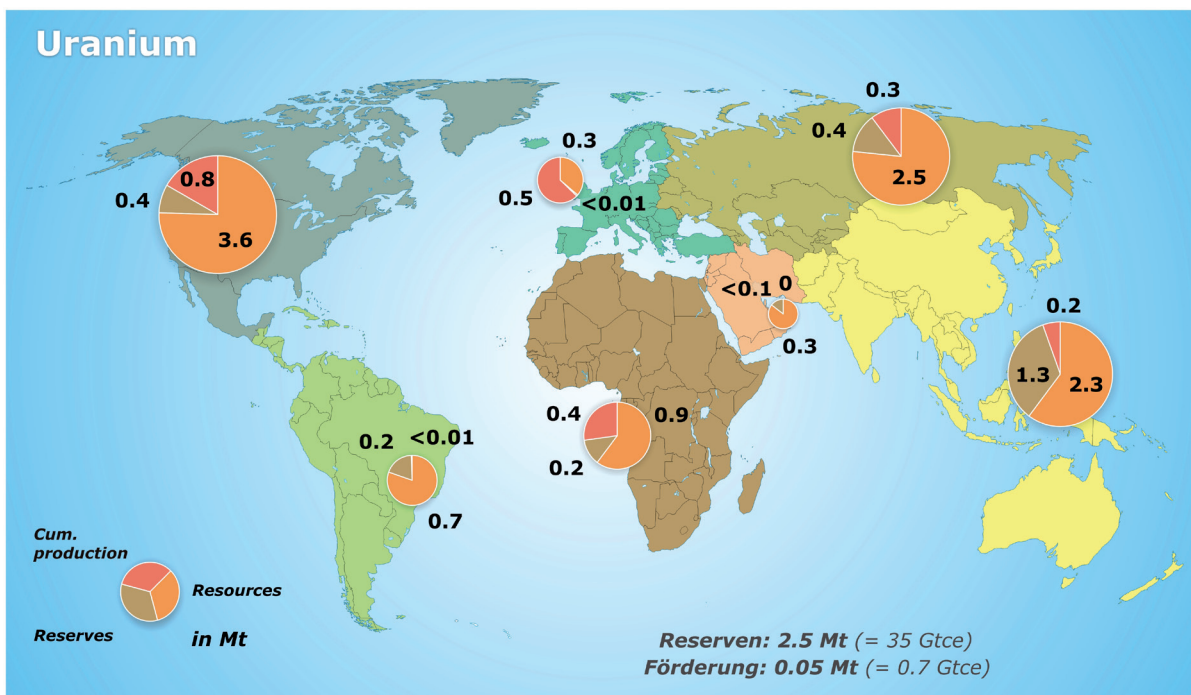 Uranium
0.3
0.4
2.5
0.3
0.5
<0.01
0.8
0.4
3.6
<0.1 0
0.3
0.2
1.3
2.3
0.4
0.9
0.2
0.2
<0.01
0.7
Cum.
production
Resources
Reserves
in Mt
Reserven: 2.5 Mt (= 35 Gtce)
Förderung: 0.05 Mt (= 0.7 Gtce)